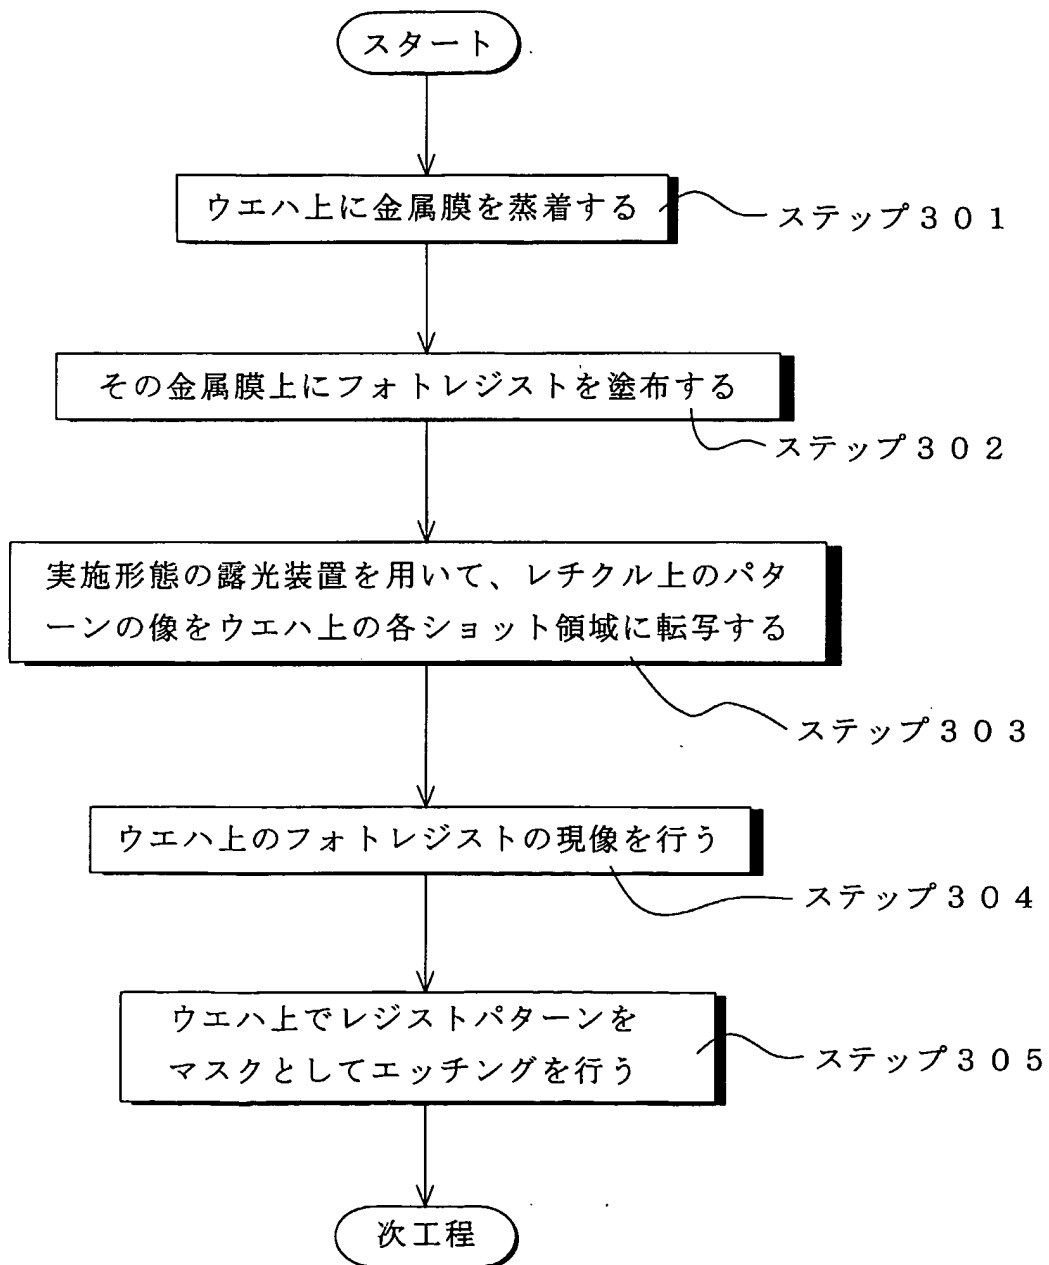 スタート
ウエハ上に金属膜を蒸着する
ステップ３０１
その金属膜上にフォトレジストを塗布する
ステップ３０２
実施形態の露光装置を用いて、レチクル上のパタ
ーンの像をウエハ上の各ショット領域に転写する
ステップ３０３
ウエハ上のフォトレジストの現像を行う
ステップ３０４
ウエハ上でレジストパターンを
マスクとしてエッチングを行う
ステップ３０５
次工程